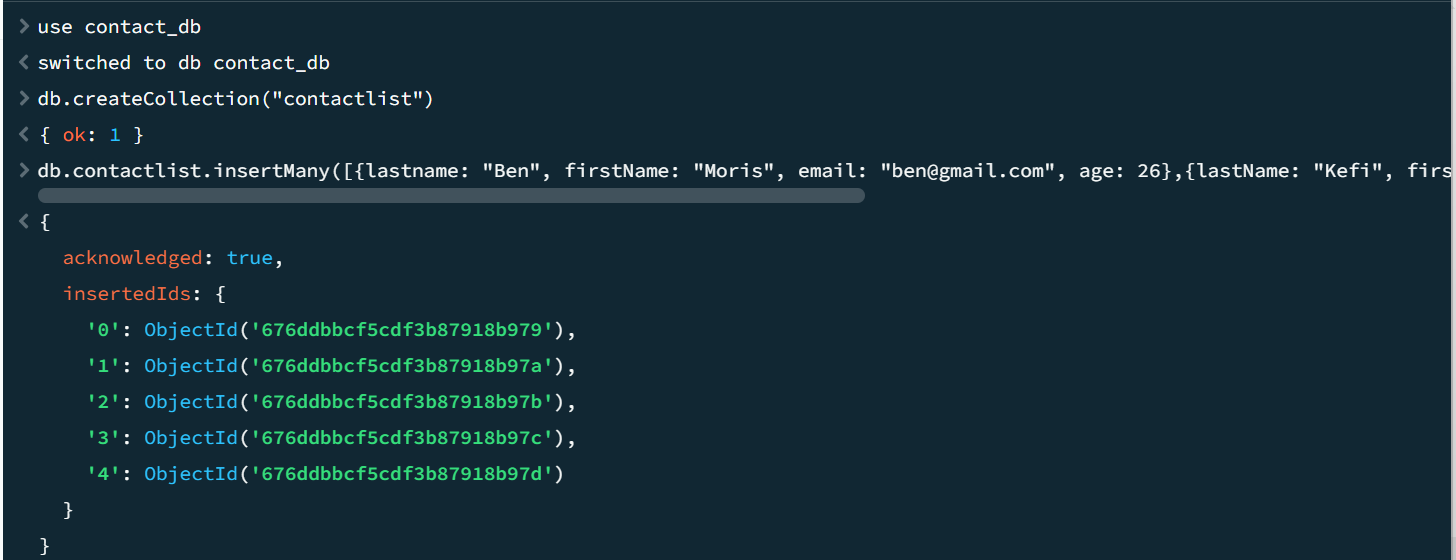 > use contact_db
< switched to db contact_db
> db.createCollection("contactlist")
< { ok: 1 }
> db.contactlist.insertMany([{lastname: "Ben", firstName: "Moris", email: "ben@gmail.com", age: 26},{lastName: "Kefi", firs
< {
acknowledged: true,
insertedIds: {
'0': ObjectId('676ddbbcf5cdf3b87918b979'),
'1': ObjectId('676ddbbcf5cdf3b87918b97a'),
'2': ObjectId('676ddbbcf5cdf3b87918b97b'),
'3': ObjectId('676ddbbcf5cdf3b87918b97c'),
'4': ObjectId('676ddbbcf5cdf3b87918b97d')
}
}